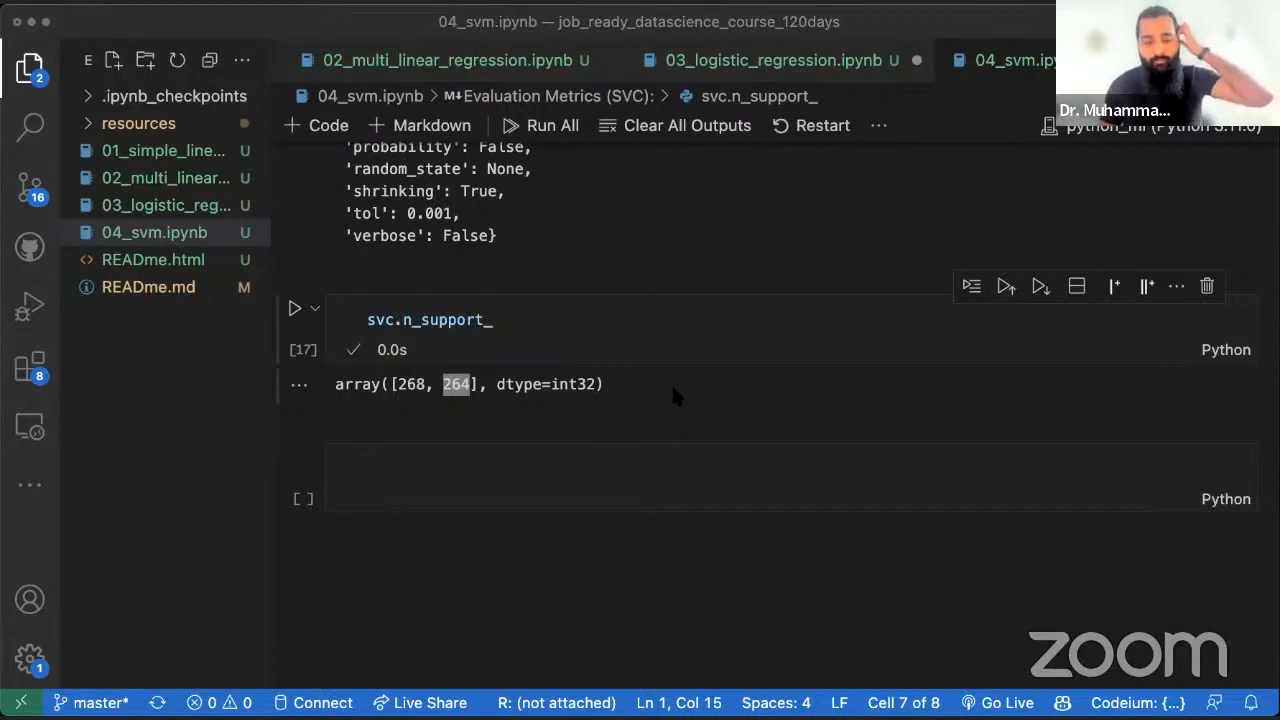 04_svm.ipynb — job_ready_datascience_course_120days
2
E
02_multi_linear_regression.ipynb U
03_logistic_regression.ipynb U
04_svm.ipy
Dr. Muhamma...
.ipynb_checkpoints
04_svm.ipynb > M↓Evaluation Metrics (SVC): > svc.n_support_
resources
+ Code + Markdown Run All Clear All Outputs Restart ...
01_simple_line... U
02_multi_linear... U
03_logistic_reg... U
04_svm.ipynb U
READme.html U
READme.md M
16
8
1
'probability': False,
'random_state': None,
'shrinking': True,
'tol': 0.001,
'verbose': False}
svc.n_support_
[17] 0.0s Python
... array([268, 264], dtype=int32)
[ ] Python
zoom
master* 0 0 Connect Live Share R: (not attached) Ln 1, Col 15 Spaces: 4 LF Cell 7 of 8 Go Live Codeium: {...}